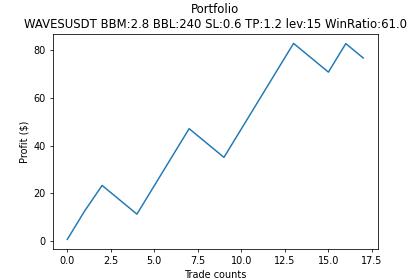 Portfolio
WAVESUSDT BBM:2.8 BBL:240 SL:0.6 TP:1.2 lev:15 WinRatio:61.0
80
60
40
20
0
Profit ($)
0.0 2.5 5.0 7.5 10.0 12.5 15.0 17.5
Trade counts